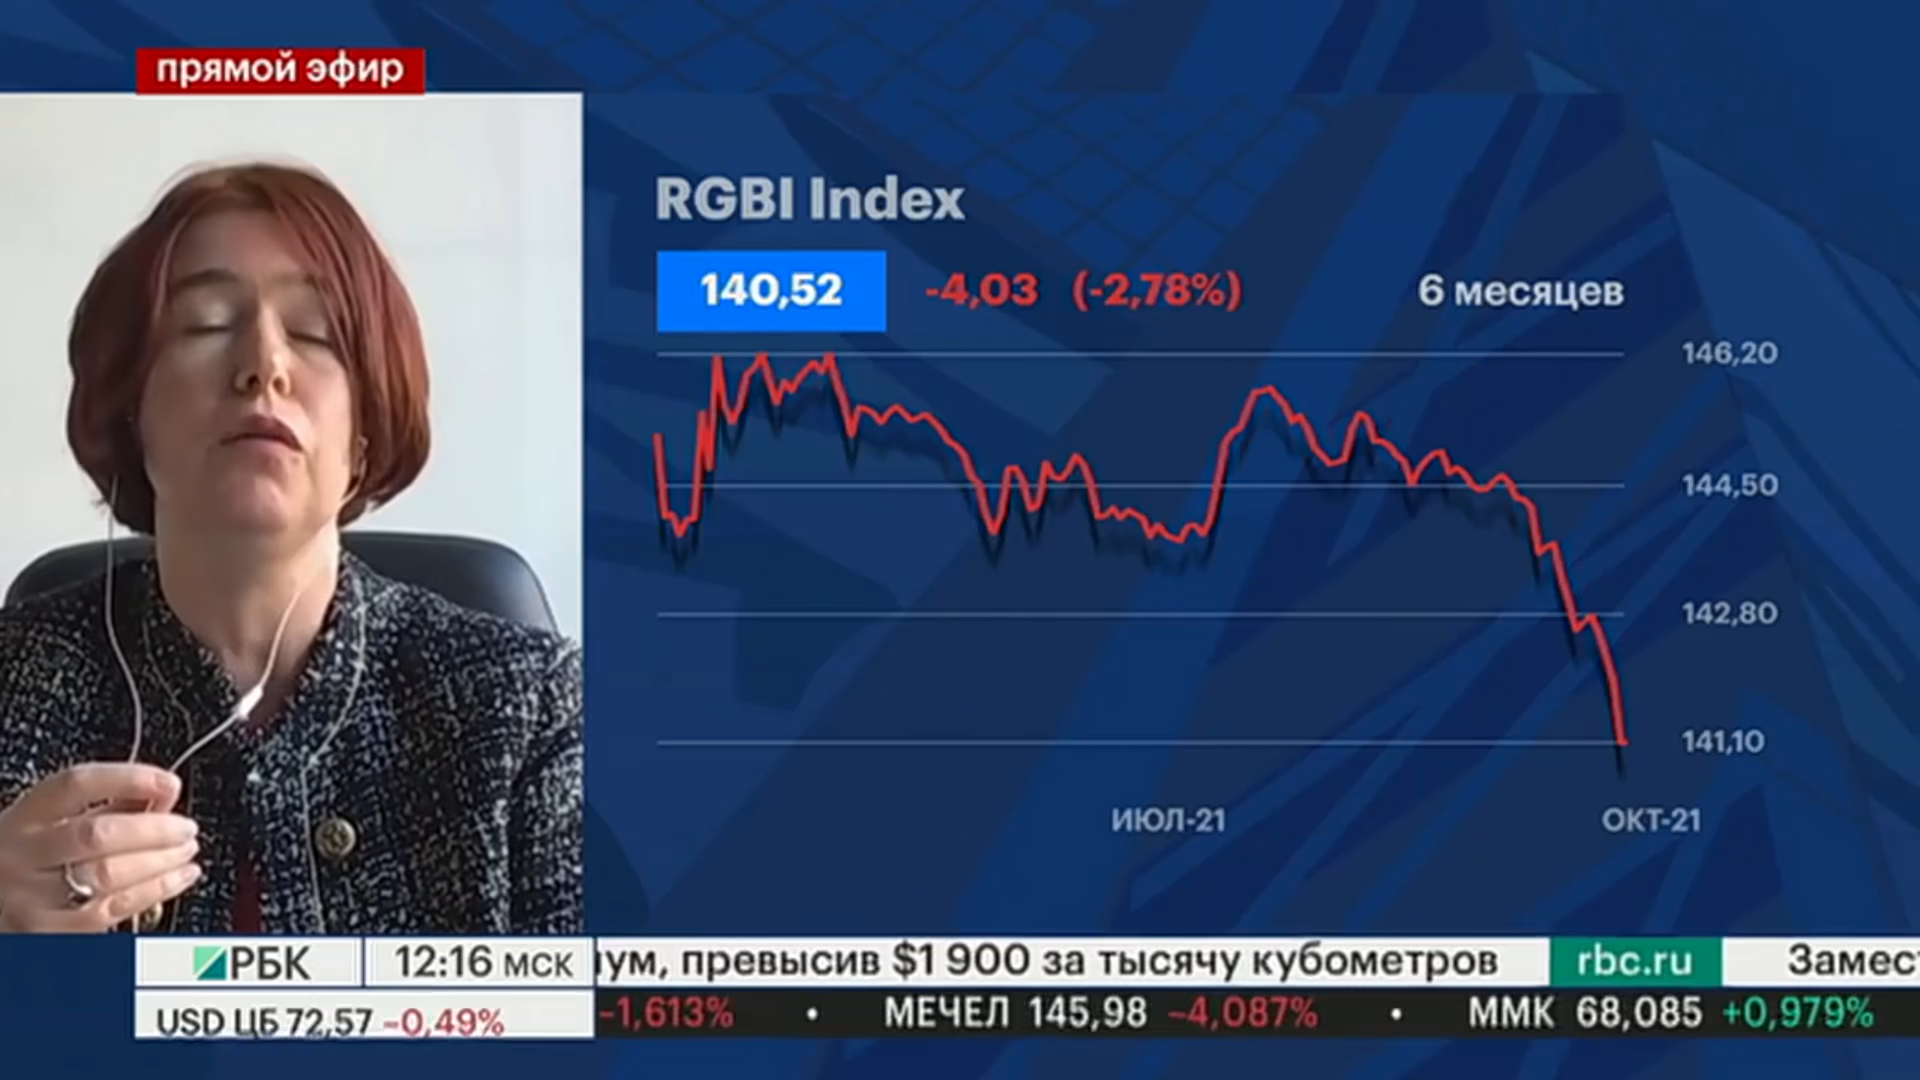 прямой эфир
RGBI Index
140,52 -4,03 (-2,78%) 6 месяцев
146,20
144,50
142,80
141,10
ИЮЛ-21 ОКТ-21
РБК 12:16 мск превысив $1 900 за тысячу кубометров rbc.ru
USD ЦБ 72,57 -0,49% -1,613% • МЕЧЕЛ 145,98 -4,087% • ММК 68,085 +0,979%